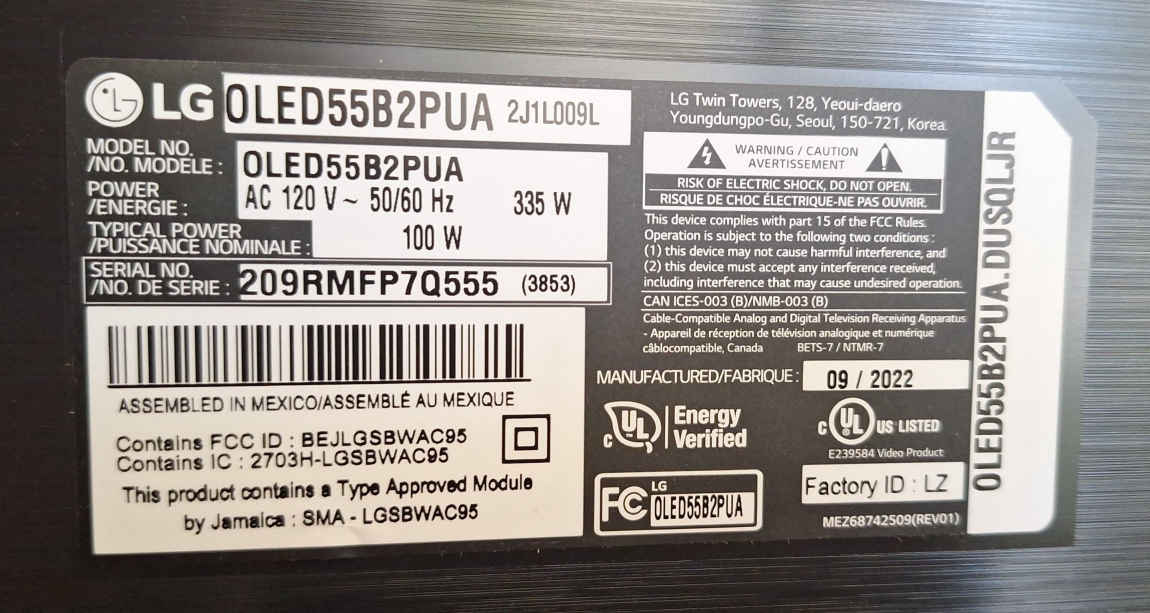 LG OLED55B2PUA 2J1L009L
MODEL NO.
/NO. MODÈLE : OLED55B2PUA
POWER
/ÉNERGIE : AC 120 V ~ 50/60 Hz 335 W
TYPICAL POWER
/PUISSANCE NOMINALE : 100 W
SERIAL NO.
/NO. DE SÉRIE : 209RMFP7Q555 (3853)
ASSEMBLED IN MEXICO/ASSEMBLÉ AU MEXIQUE
Contains FCC ID : BEJLGSBWAC95
Contains IC : 2703H-LGSBWAC95
This product contains a Type Approved Module
by Jamaica : SMA - LGSBWAC95
LG Twin Towers, 128, Yeoui-daero
Youngdungpo-Gu, Seoul, 150-721, Korea
WARNING / CAUTION
AVERTISSEMENT
RISK OF ELECTRIC SHOCK, DO NOT OPEN.
RISQUE DE CHOC ÉLECTRIQUE-NE PAS OUVRIR.
This device complies with part 15 of the FCC Rules.
Operation is subject to the following two conditions :
(1) this device may not cause harmful interference, and
(2) this device must accept any interference received,
including interference that may cause undesired operation.
CAN ICES-003 (B)/NMB-003 (B)
Cable-Compatible Analog and Digital Television Receiving Apparatus
- Appareil de réception de télévision analogique et numérique
câblocompatible, Canada BETS-7 / NTMR-7
MANUFACTURED/FABRIQUÉ : 09 / 2022
c UL Energy
Verified
c UL US LISTED
E239584 Video Product
FC LG
OLED55B2PUA
Factory ID : LZ
MEZ68742509(REV01)
OLED55B2PUA.DUSQLJR